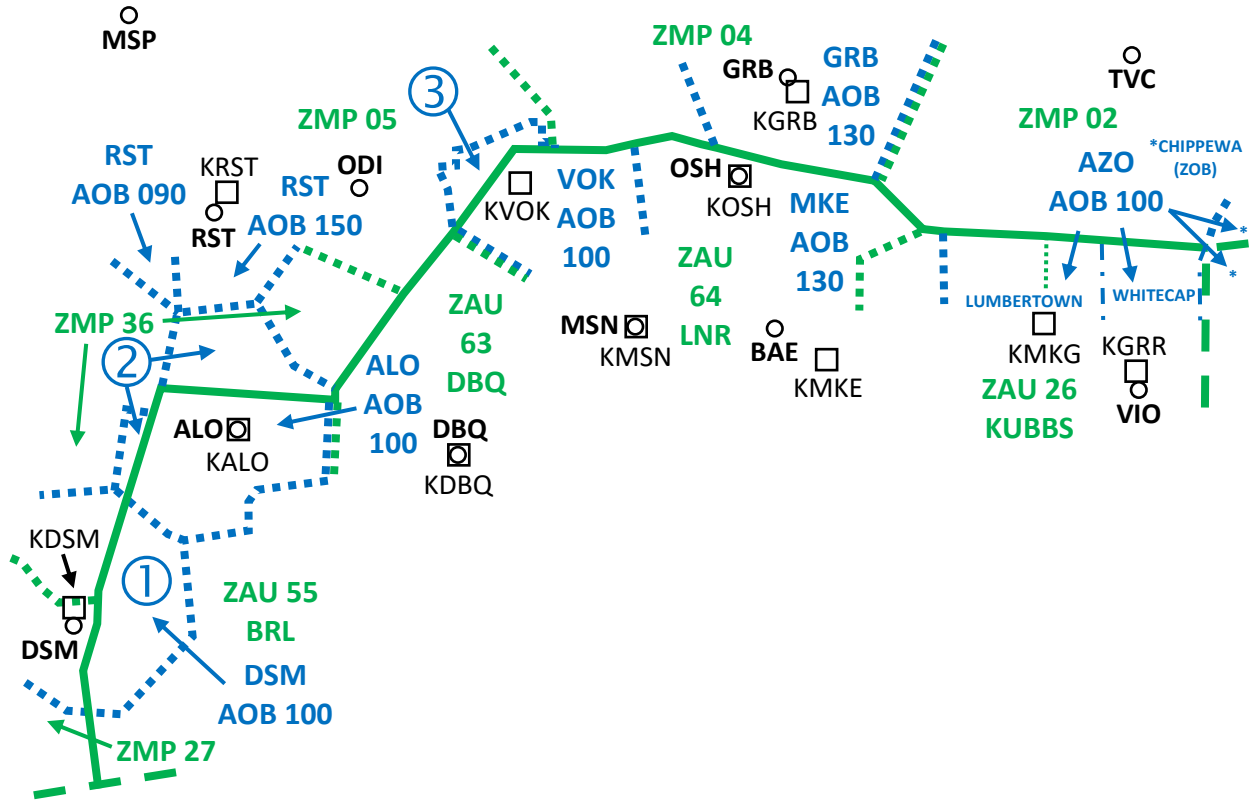 MSP
ZMP 04
GRB
KGRB
GRB
AOB
130
TVC
ZMP 02
③
ZMP 05
KRST
ODI
RST
AOB 090
RST
AOB 150
RST
KVOK
VOK
AOB
100
OSH
KOSH
MKE
AOB
130
AZO
AOB 100
*CHIPPEWA
(ZOB)
*
*
LUMBERTOWN
WHITECAP
ZMP 36
②
ZAU
63
DBQ
ZAU
64
LNR
MSN
KMSN
BAE
KMKE
KMKG
KGRR
VIO
ZAU 26
KUBBS
ALO
AOB
100
ALO
KALO
DBQ
KDBQ
KDSM
DSM
①
ZAU 55
BRL
DSM
AOB 100
ZMP 27